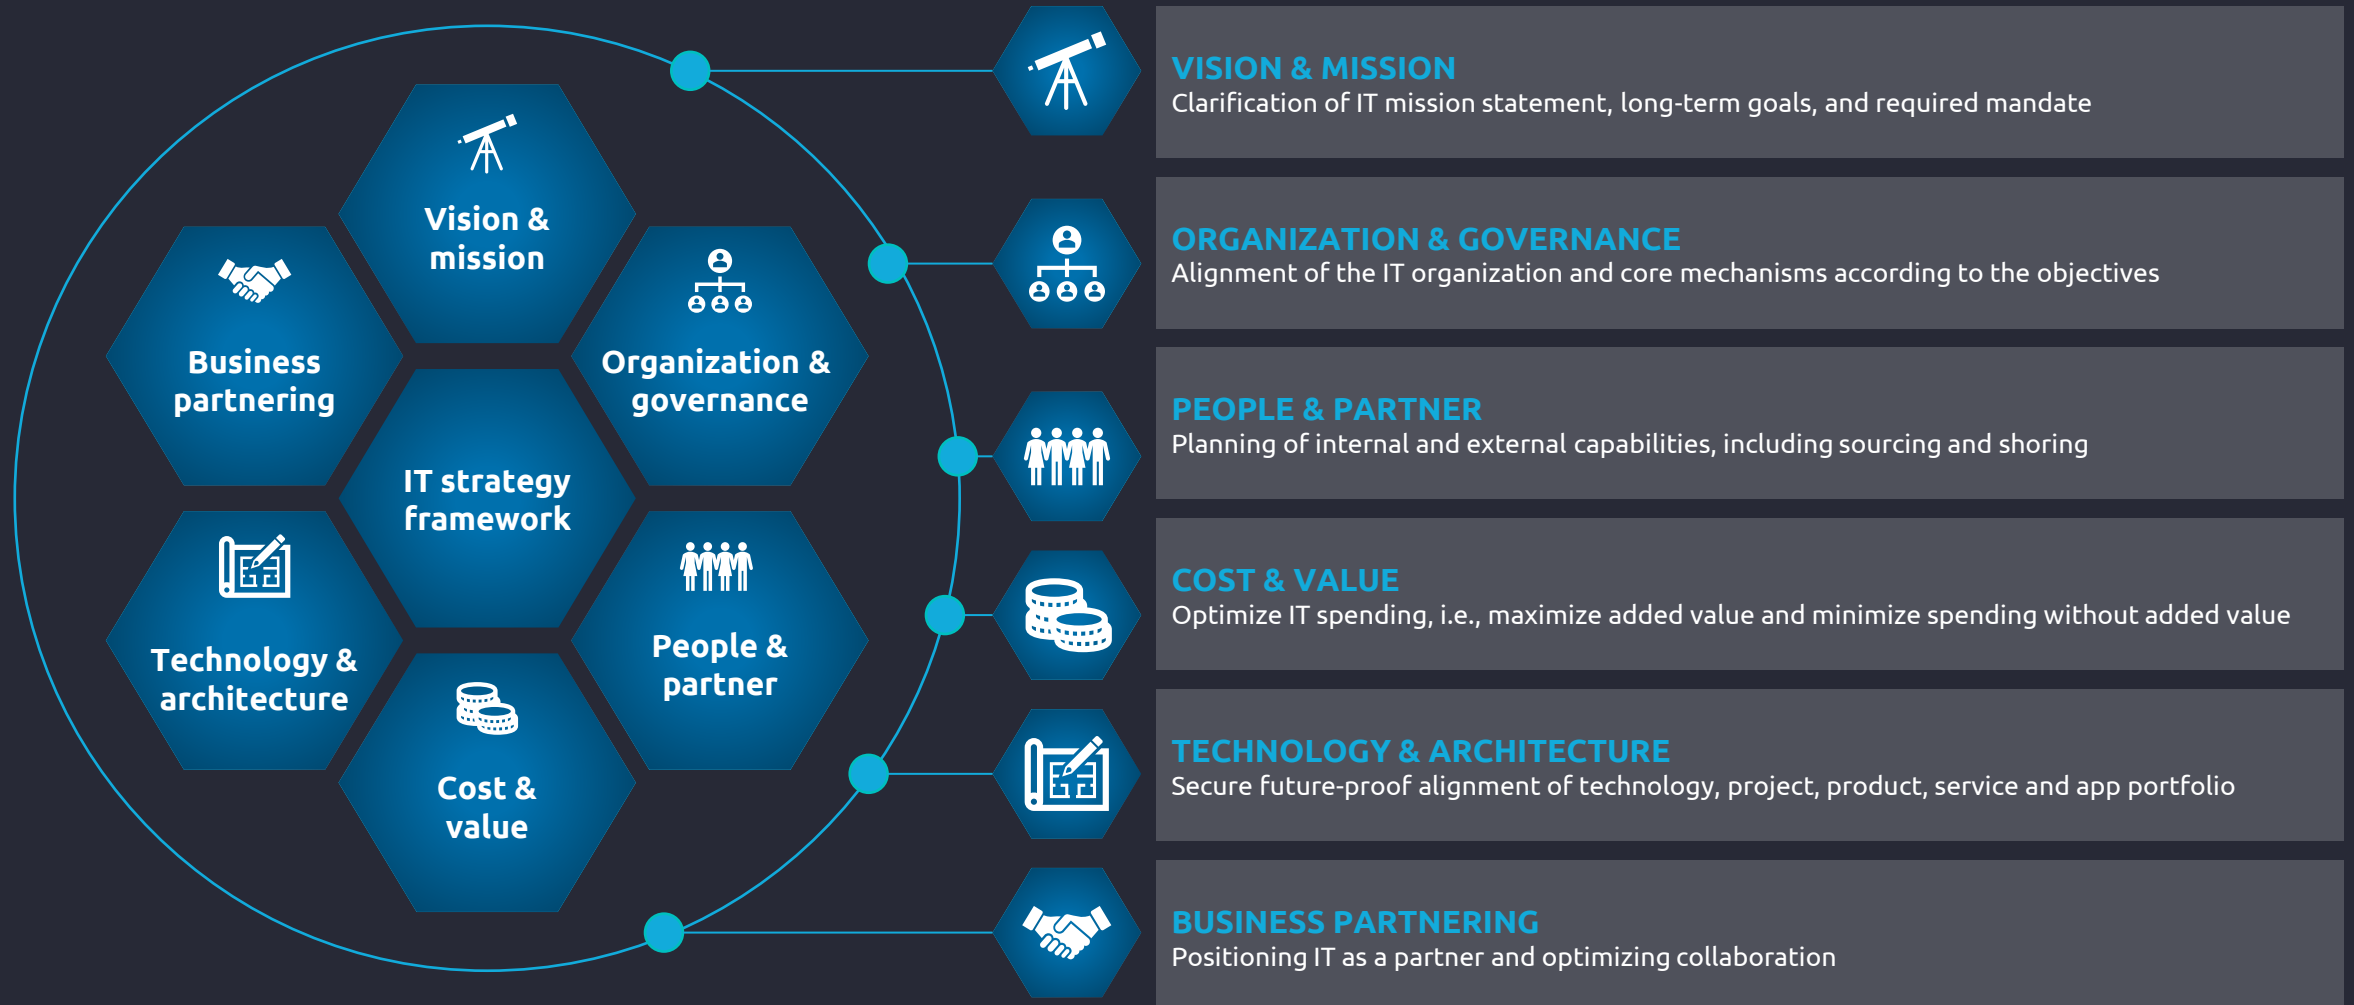 Vision &
mission
Business
partnering
Organization &
governance
IT strategy
framework
Technology &
architecture
People &
partner
Cost &
value
VISION & MISSION
Clarification of IT mission statement, long-term goals, and required mandate
ORGANIZATION & GOVERNANCE
Alignment of the IT organization and core mechanisms according to the objectives
PEOPLE & PARTNER
Planning of internal and external capabilities, including sourcing and shoring
COST & VALUE
Optimize IT spending, i.e., maximize added value and minimize spending without added value
TECHNOLOGY & ARCHITECTURE
Secure future-proof alignment of technology, project, product, service and app portfolio
BUSINESS PARTNERING
Positioning IT as a partner and optimizing collaboration